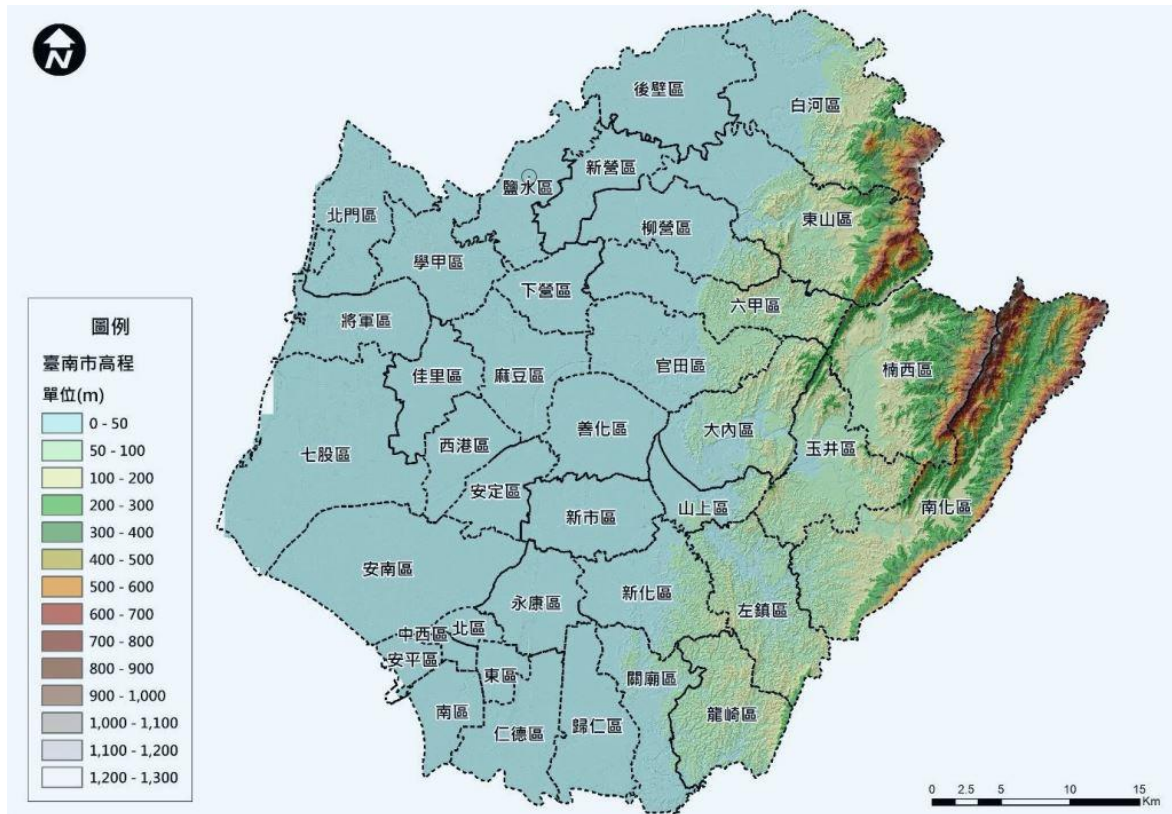 N
後壁區
白河區
新營區
鹽水區
北門區
柳營區
東山區
學甲區
下營區
六甲區
將軍區
官田區
楠西區
佳里區
麻豆區
善化區
大內區
玉井區
西港區
七股區
安定區
山上區
南化區
新市區
安南區
永康區
新化區
左鎮區
北區
中西區
安平區
東區
關廟區
南區
龍崎區
歸仁區
仁德區
圖例
臺南市高程
單位(m)
0 - 50
50 - 100
100 - 200
200 - 300
300 - 400
400 - 500
500 - 600
600 - 700
700 - 800
800 - 900
900 - 1,000
1,000 - 1,100
1,100 - 1,200
1,200 - 1,300
0 2.5 5 10 15
Km